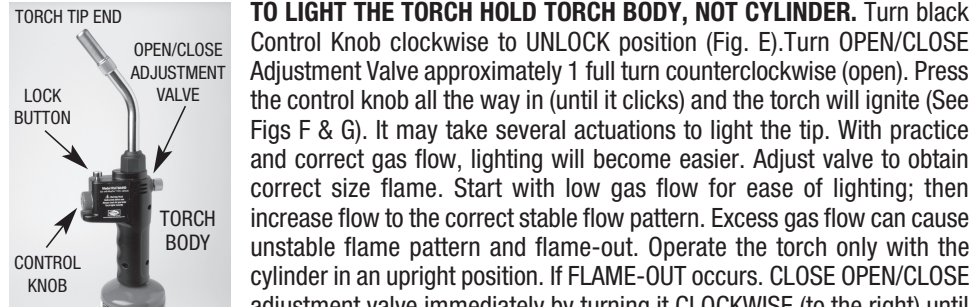 TORCH TIP END
OPEN/CLOSE
ADJUSTMENT
VALVE
LOCK
BUTTON
TORCH
BODY
CONTROL
KNOB
TO LIGHT THE TORCH HOLD TORCH BODY, NOT CYLINDER. Turn black
Control Knob clockwise to UNLOCK position (Fig. E).Turn OPEN/CLOSE
Adjustment Valve approximately 1 full turn counterclockwise (open). Press
the control knob all the way in (until it clicks) and the torch will ignite (See
Figs F & G). It may take several actuations to light the tip. With practice
and correct gas flow, lighting will become easier. Adjust valve to obtain
correct size flame. Start with low gas flow for ease of lighting; then
increase flow to the correct stable flow pattern. Excess gas flow can cause
unstable flame pattern and flame-out. Operate the torch only with the
cylinder in an upright position. If FLAME-OUT occurs. CLOSE OPEN/CLOSE
adjustment valve immediately by turning it CLOCKWISE (to the right) until